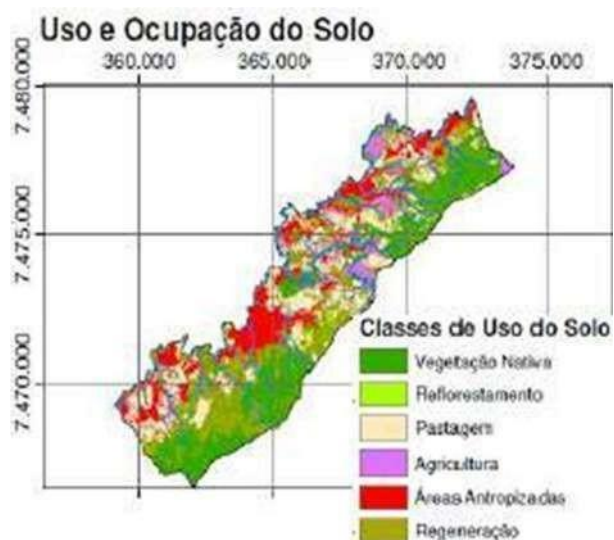 Uso e Ocupação do Solo
360.000 365.000 370.000 375.000
7.480.000
7.475.000
7.470.000
Classes de Uso do Solo
Vegetação Nativa
Reflorestamento
Pastagem
Agricultura
Áreas Antropizadas
Regeneração